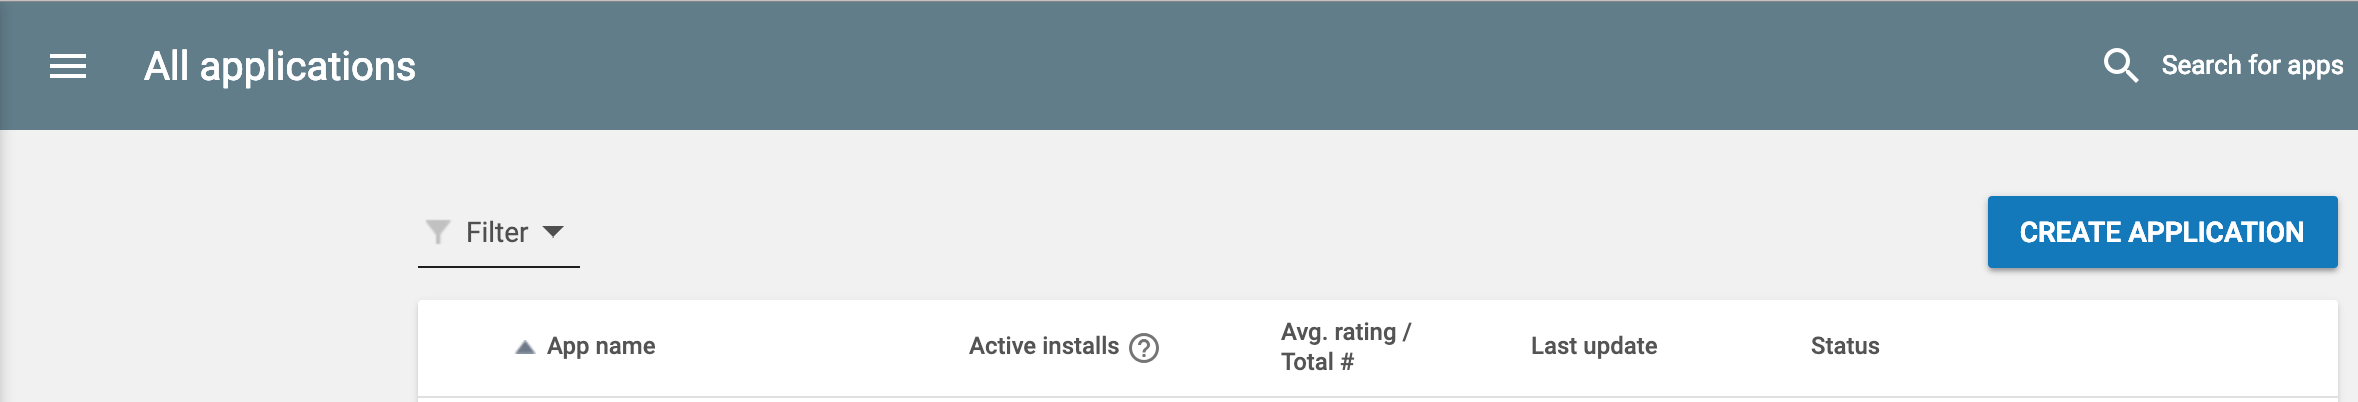 All applications
Search for apps
Filter
CREATE APPLICATION
App name
Active installs ?
Avg. rating /
Total #
Last update
Status